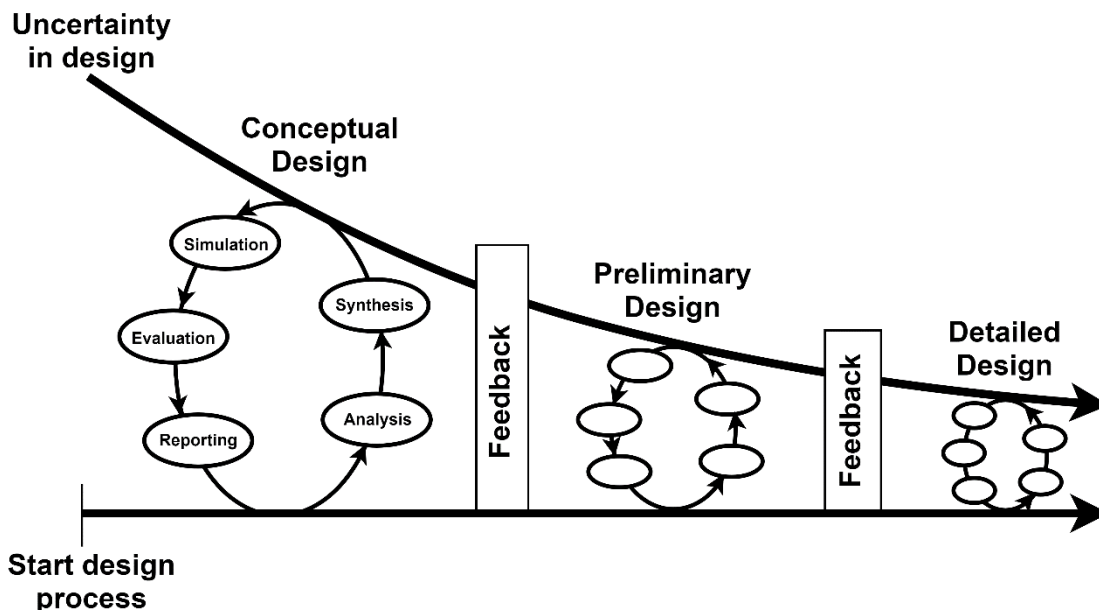 Uncertainty
in design
Conceptual
Design
Simulation
Evaluation
Reporting
Synthesis
Analysis
Feedback
Preliminary
Design
Feedback
Detailed
Design
Start design
process